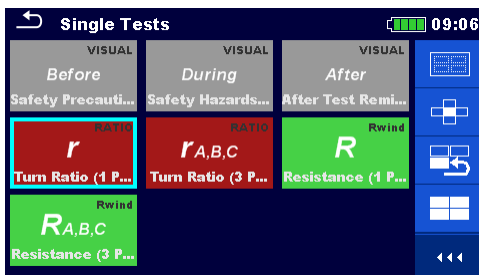 Single Tests 09:06
VISUAL VISUAL VISUAL
Before During After
Safety Precauti... Safety Hazards... After Test Remi...
RATIO RATIO Rwind
r rA,B,C R
Turn Ratio (1 P... Turn Ratio (3 P... Resistance (1 P...
Rwind
RA,B,C
Resistance (3 P...